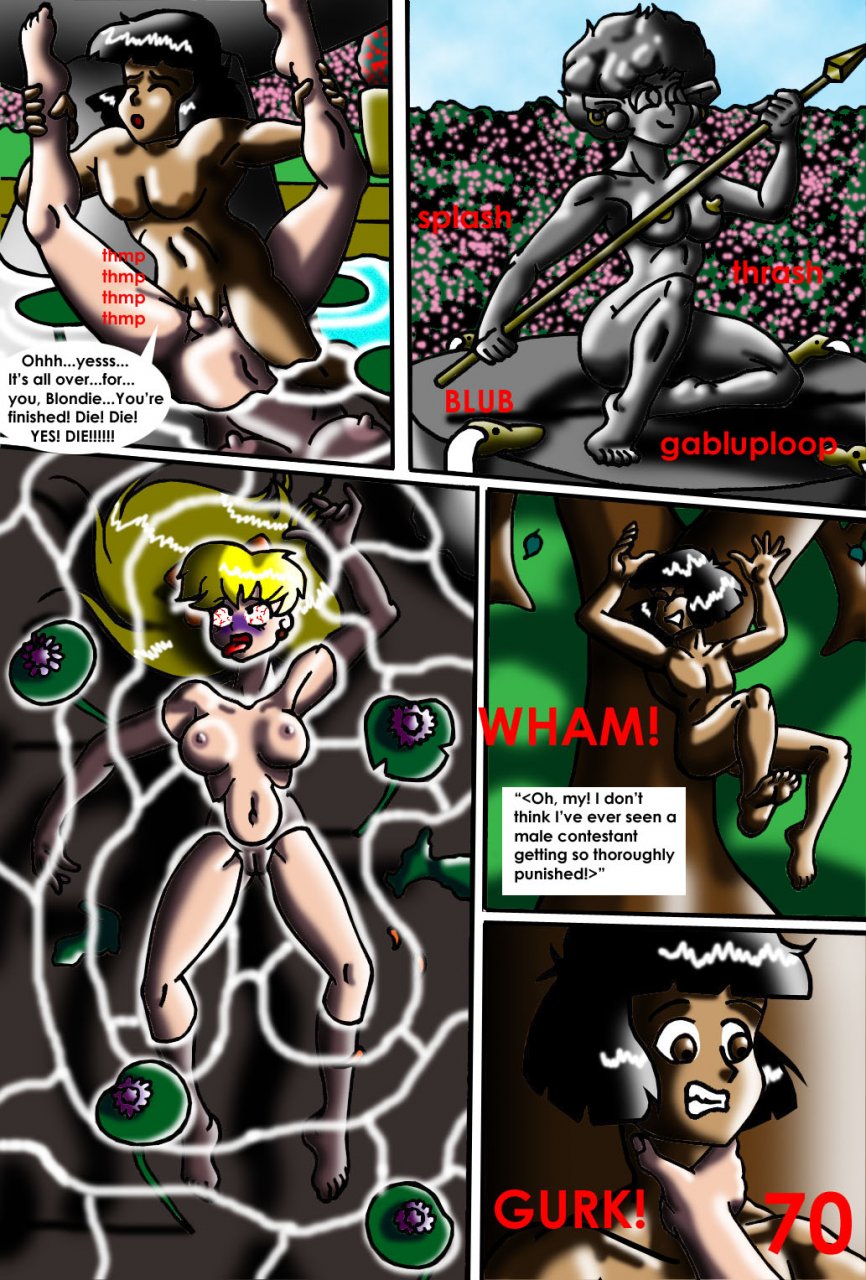 thmp
thmp
thmp
thmp
Ohhh...yesss...
It's all over...for...
you, Blondie...You're
finished! Die! Die!
YES! DIE!!!!!!
splash
thrash
BLUB
gabluploop
WHAM!
“<Oh, my! I don't
think I've ever seen a
male contestant
getting so thoroughly
punished!>”
GURK!
70